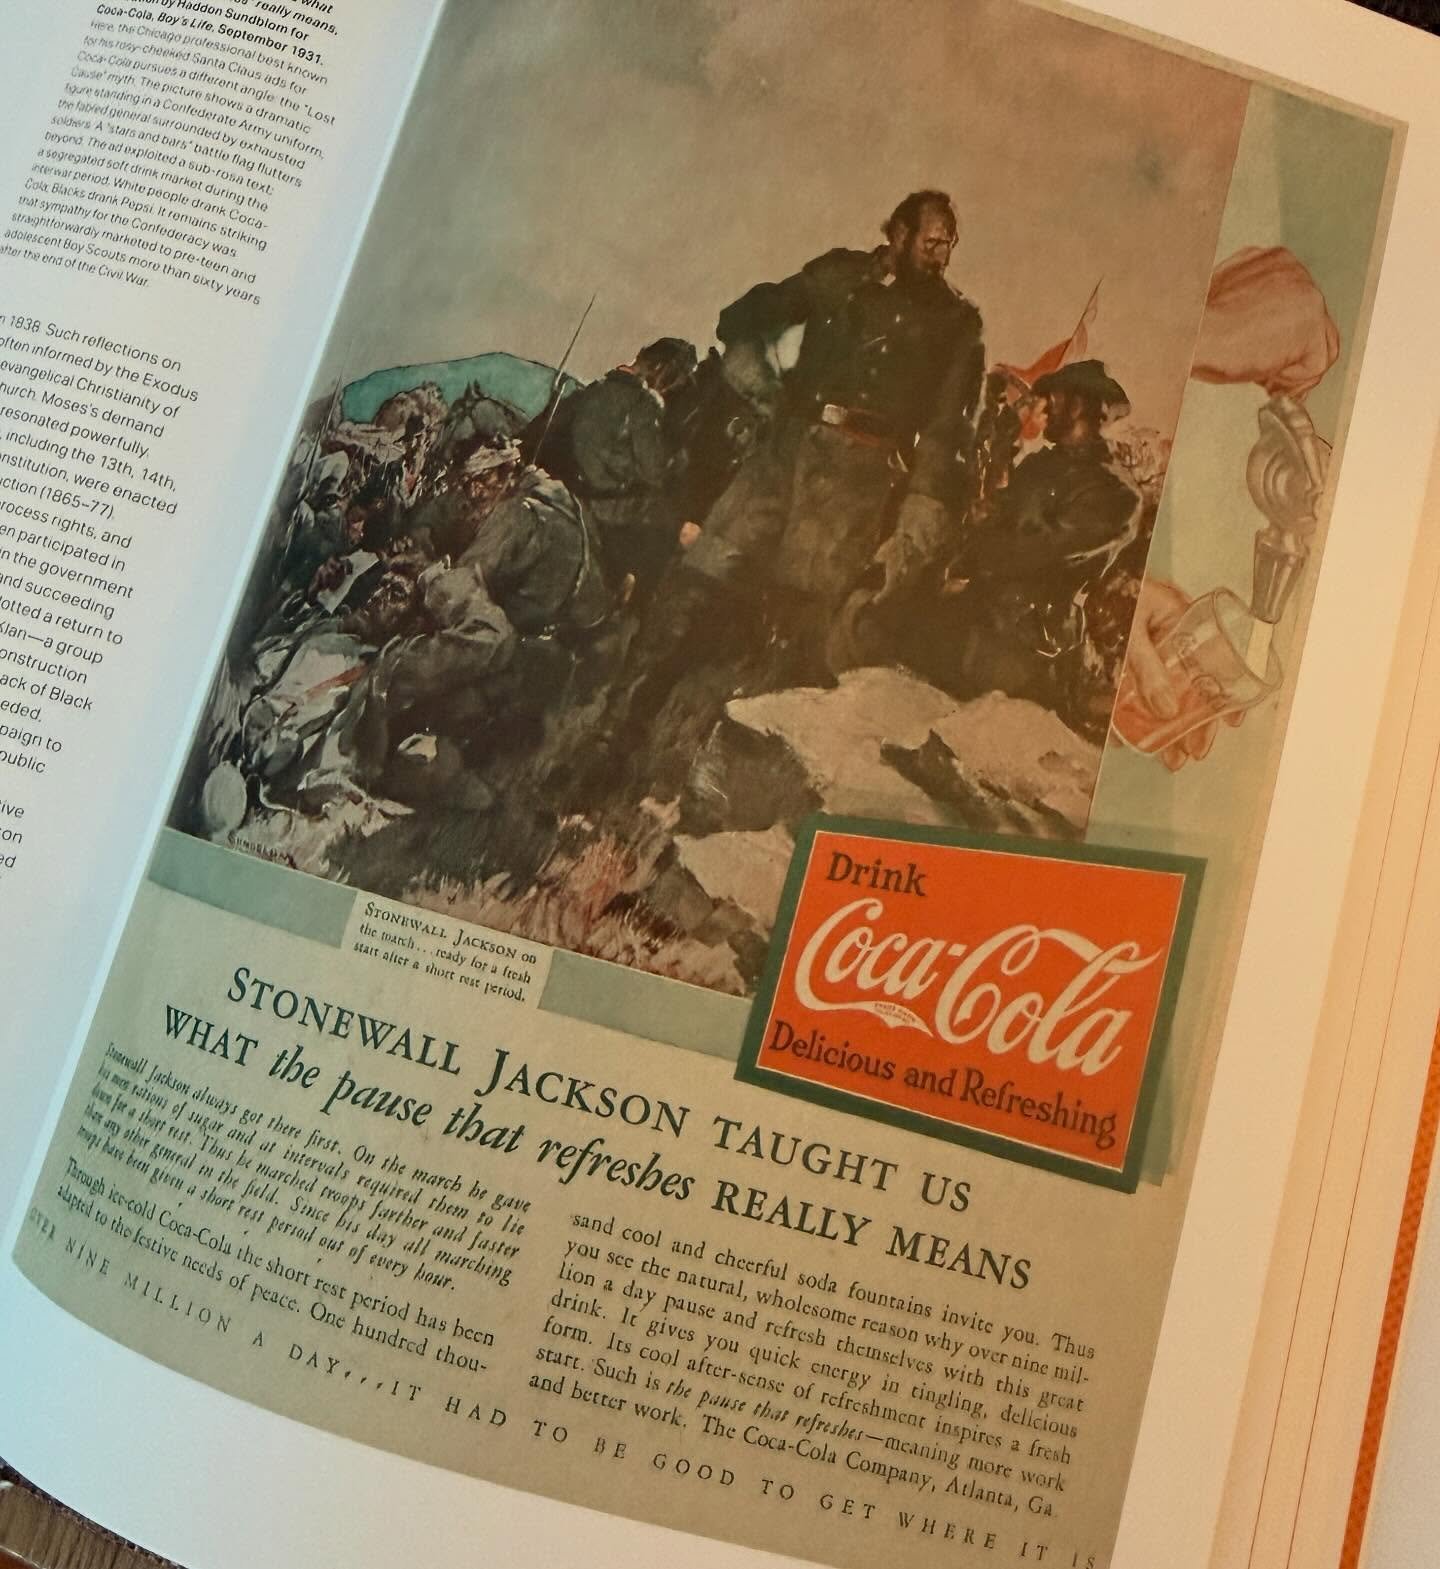 what
really means,
by Haddon Sundblom for
Coca-Cola, Boy's Life, September 1931.
Here, the Chicago professional best known
for his rosy-cheeked Santa Claus ads for
Coca-Cola pursues a different angle: the "Lost
Cause" myth. The picture shows a dramatic
figure standing in a Confederate Army uniform,
the fabled general surrounded by exhausted
soldiers. A "stars and bars" battle flag flutters
beyond. The ad exploited a sub-rosa text:
a segregated soft drink market during the
interwar period. White people drank Coca-
Cola; Blacks drank Pepsi. It remains striking
that sympathy for the Confederacy was
straightforwardly marketed to pre-teen and
adolescent Boy Scouts more than sixty years
after the end of the Civil War.
1838. Such reflections on
often informed by the Exodus
evangelical Christianity of
church. Moses's demand
resonated powerfully.
, including the 13th, 14th,
nstitution, were enacted
uction (1865–77).
rocess rights, and
en participated in
n the government
and succeeding
lotted a return to
Klan—a group
onstruction
ack of Black
eded.
paign to
public
ive
on
ed
SUNDBLOM
STONEWALL JACKSON on
the march...ready for a fresh
start after a short rest period.
Drink
Coca-Cola
Delicious and Refreshing
STONEWALL JACKSON TAUGHT US
WHAT the pause that refreshes REALLY MEANS
Stonewall Jackson always got there first. On the march he gave
his men rations of sugar and at intervals required them to lie
down for a short rest. Thus he marched troops farther and faster
than any other general in the field. Since his day all marching
troops have been given a short rest period out of every hour.
Through ice-cold Coca-Cola the short rest period has been
adapted to the festive needs of peace. One hundred thou-
sand cool and cheerful soda fountains invite you. Thus
you see the natural, wholesome reason why over nine mil-
lion a day pause and refresh themselves with this great
drink. It gives you quick energy in tingling, delicious
form. Its cool after-sense of refreshment inspires a fresh
start. Such is the pause that refreshes—meaning more work
and better work. The Coca-Cola Company, Atlanta, Ga.
OVER NINE MILLION A DAY...IT HAD TO BE GOOD TO GET WHERE IT IS